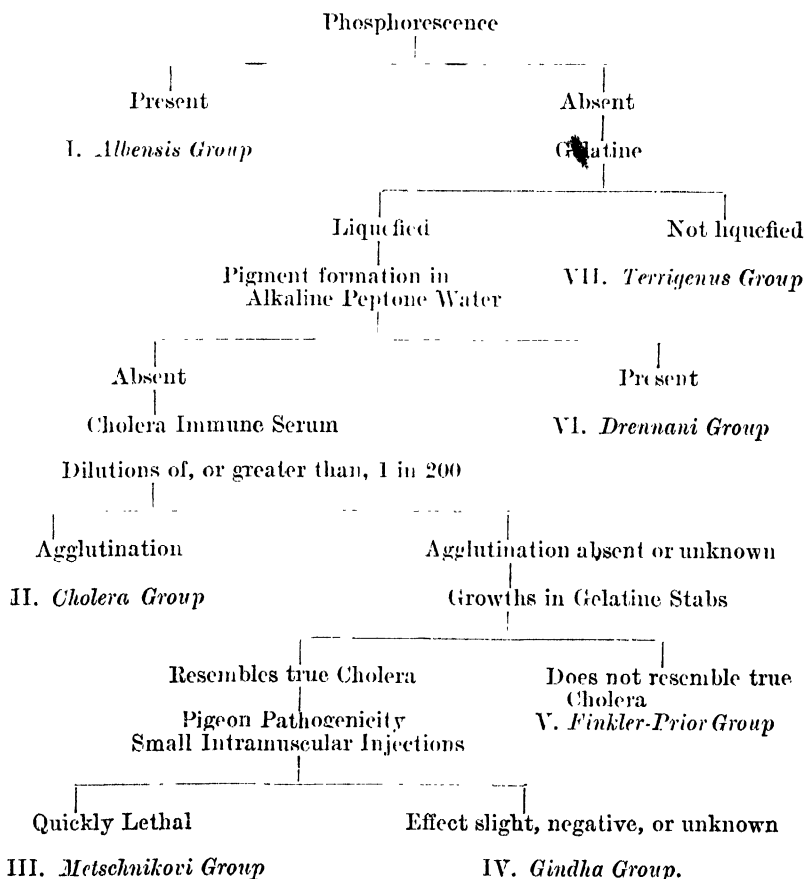 Phosphorescence
Present Absent
I. Albensis Group Gelatine
Liquefied Not liquefied
Pigment formation in VII. Terrigenus Group
Alkaline Peptone Water
Absent Present
Cholera Immune Serum VI. Drennani Group
Dilutions of, or greater than, 1 in 200
Agglutination Agglutination absent or unknown
II. Cholera Group Growths in Gelatine Stabs
Resembles true Cholera Does not resemble true
Cholera
Pigeon Pathogenicity V. Finkler-Prior Group
Small Intramuscular Injections
Quickly Lethal Effect slight, negative, or unknown
III. Metschnikovi Group IV. Gindha Group.